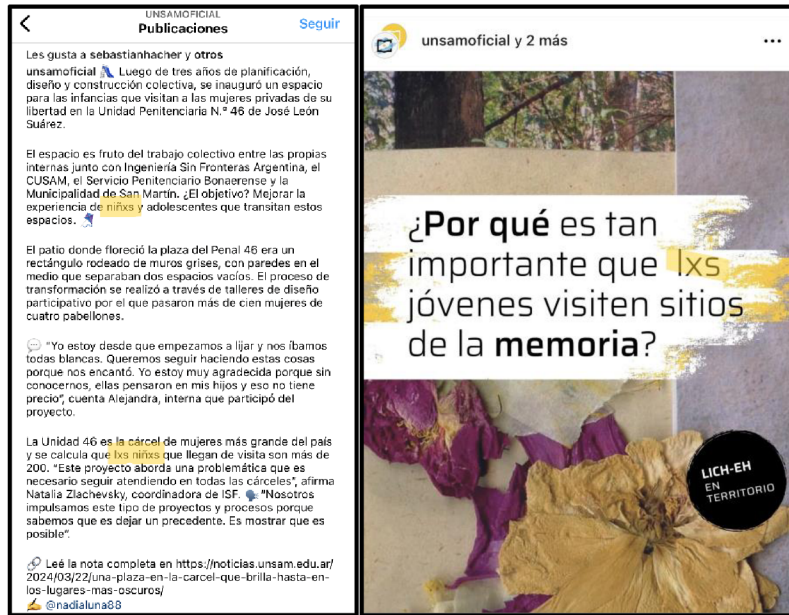 UNSAMOFICIAL
Publicaciones
Seguir
Les gusta a sebastianhacher y otros
unsamoficial Luego de tres años de planificación,
diseño y construcción colectiva, se inauguró un espacio
para las infancias que visitan a las mujeres privadas de su
libertad en la Unidad Penitenciaria N.º 46 de José León
Suárez.
El espacio es fruto del trabajo colectivo entre las propias
internas junto con Ingeniería Sin Fronteras Argentina, el
CUSAM, el Servicio Penitenciario Bonaerense y la
Municipalidad de San Martín. ¿El objetivo? Mejorar la
experiencia de niñxs y adolescentes que transitan estos
espacios.
El patio donde floreció la plaza del Penal 46 era un
rectángulo rodeado de muros grises, con paredes en el
medio que separaban dos espacios vacíos. El proceso de
transformación se realizó a través de talleres de diseño
participativo por el que pasaron más de cien mujeres de
cuatro pabellones.
"Yo estoy desde que empezamos a lijar y nos íbamos
todas blancas. Queremos seguir haciendo estas cosas
porque nos encantó. Yo estoy muy agradecida porque sin
conocernos, ellas pensaron en mis hijos y eso no tiene
precio", cuenta Alejandra, interna que participó del
proyecto.
La Unidad 46 es la cárcel de mujeres más grande del país
y se calcula que lxs niñxs que llegan de visita son más de
200. "Este proyecto aborda una problemática que es
necesario seguir atendiendo en todas las cárceles", afirma
Natalia Zlachevsky, coordinadora de ISF. "Nosotros
impulsamos este tipo de proyectos y procesos porque
sabemos que es dejar un precedente. Es mostrar que es
posible".
Leé la nota completa en https://noticias.unsam.edu.ar/
2024/03/22/una-plaza-en-la-carcel-que-brilla-hasta-en-
los-lugares-mas-oscuros/
@nadialuna88
unsamoficial y 2 más
¿Por qué es tan
importante que lxs
jóvenes visiten sitios
de la memoria?
LICH-EH
EN
TERRITORIO